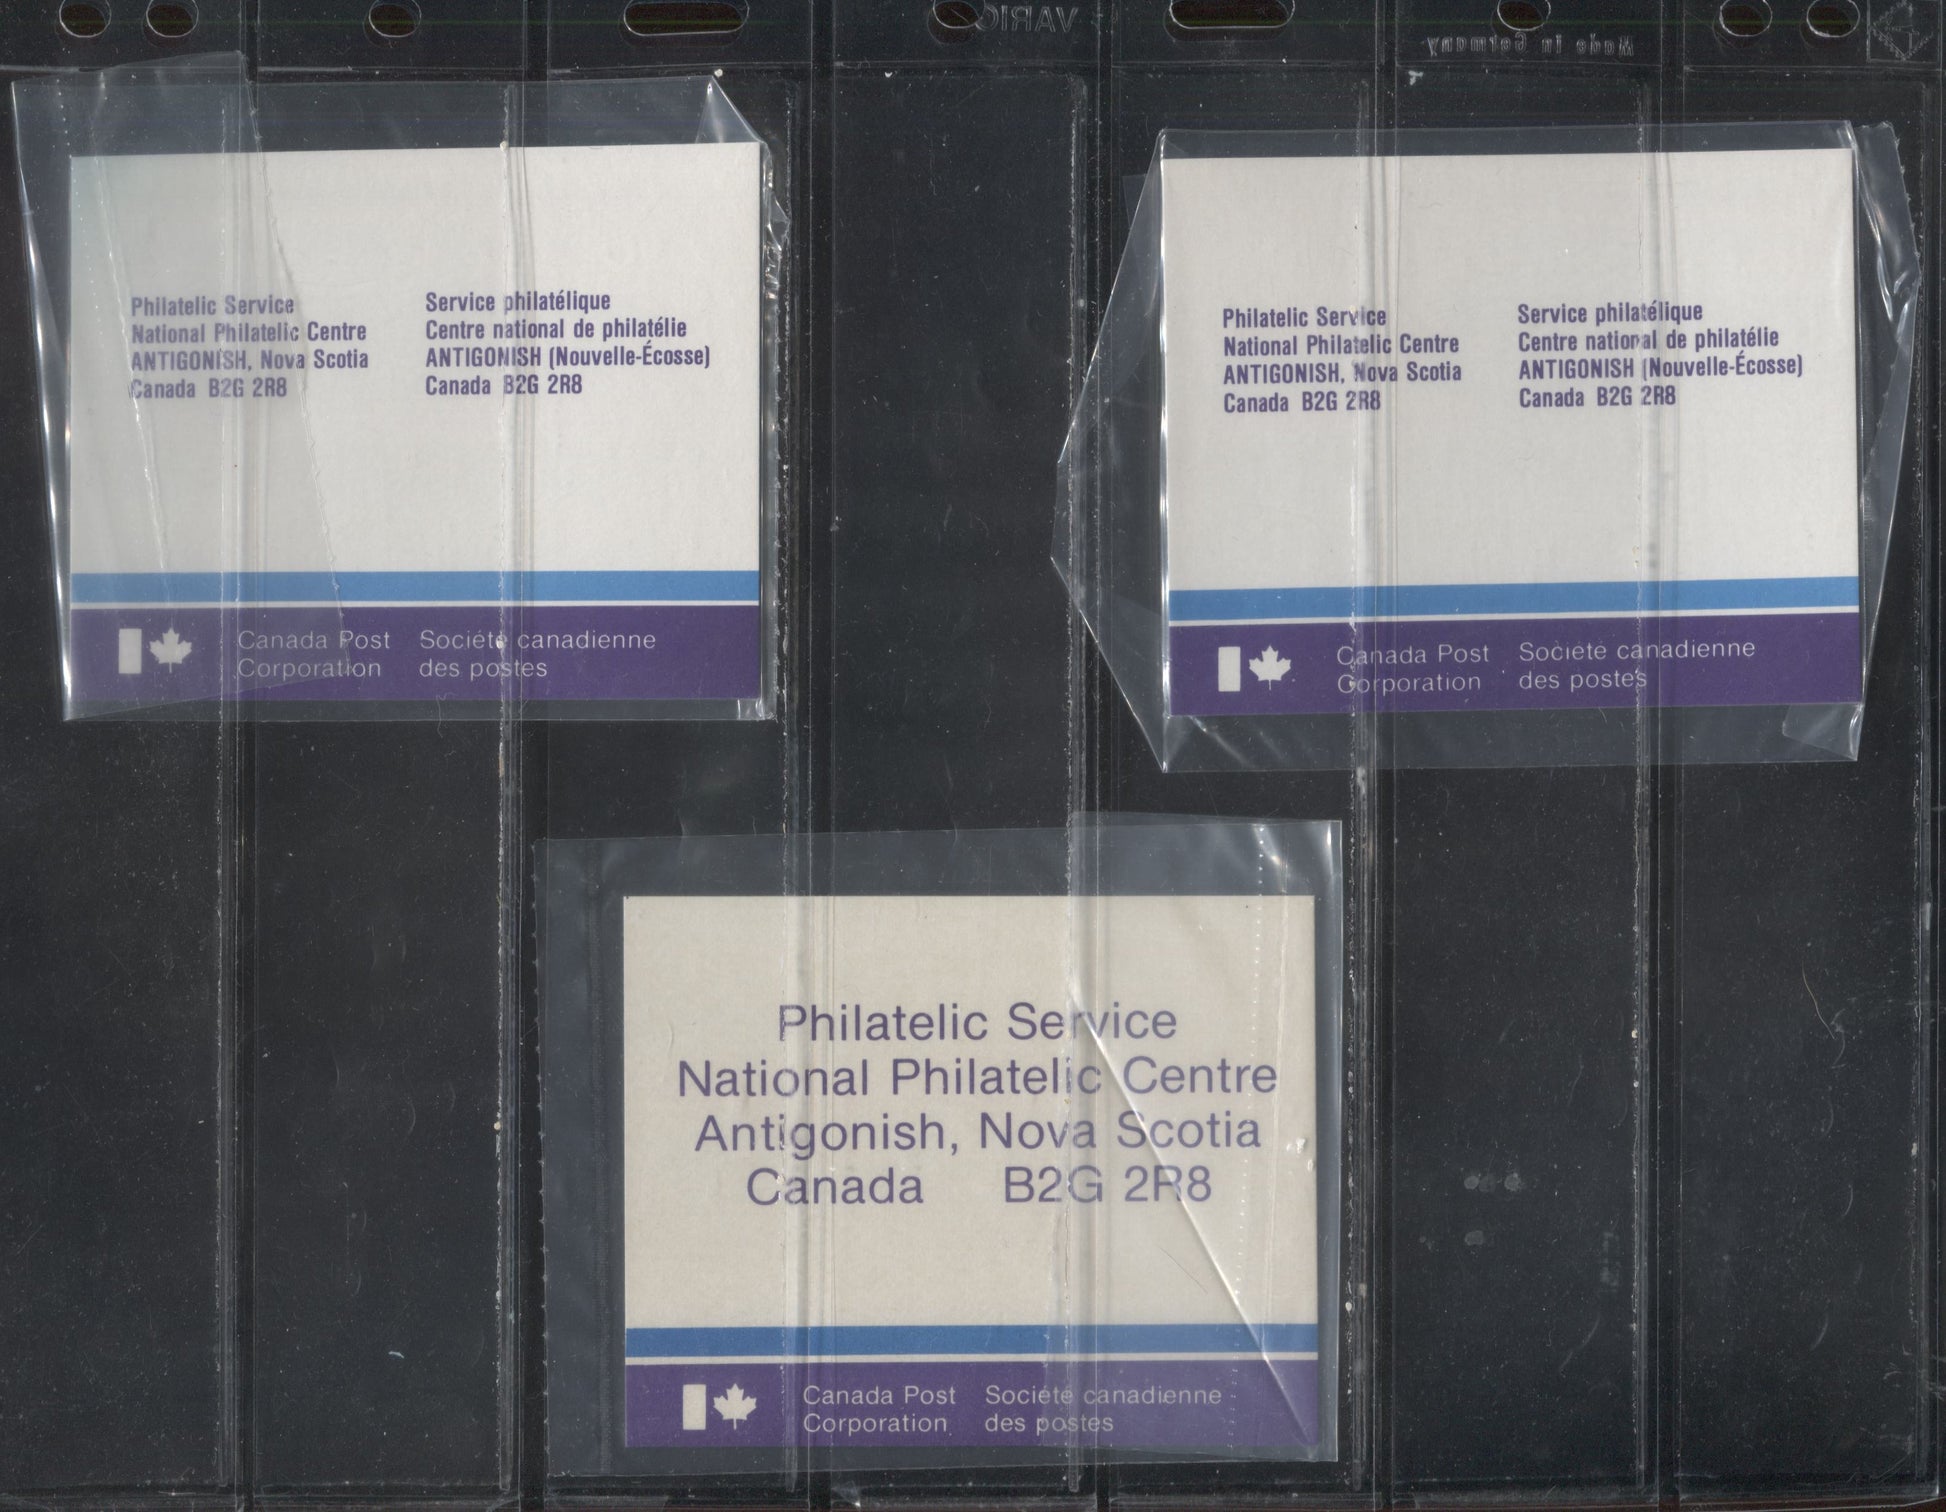 VARIO
Made in Germany
Philatelic Service
National Philatelic Centre
ANTIGONISH, Nova Scotia
Canada B2G 2R8
Service philatélique
Centre national de philatélie
ANTIGONISH (Nouvelle-Écosse)
Canada B2G 2R8
Canada Post
Corporation
Société canadienne
des postes
Philatelic Service
National Philatelic Centre
ANTIGONISH, Nova Scotia
Canada B2G 2R8
Service philatélique
Centre national de philatélie
ANTIGONISH (Nouvelle-Écosse)
Canada B2G 2R8
Canada Post
Corporation
Société canadienne
des postes
Philatelic Service
National Philatelic Centre
Antigonish, Nova Scotia
Canada B2G 2R8
Canada Post
Corporation
Société canadienne
des postes